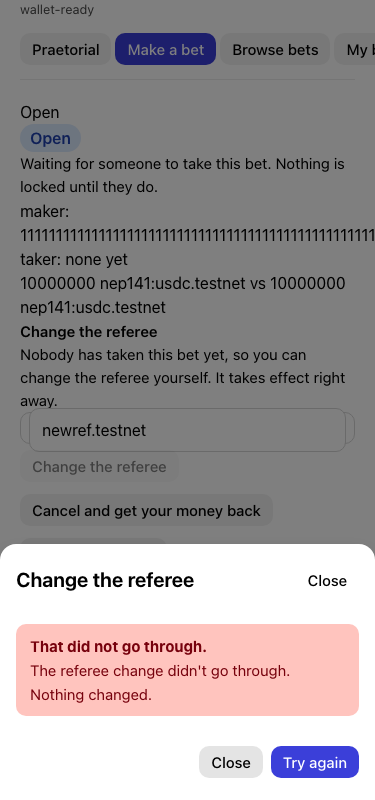 wallet-ready
Praetorial Make a bet Browse bets My b
Open
Open
Waiting for someone to take this bet. Nothing is
locked until they do.
maker:
taker: none yet
10000000 nep141:usdc.testnet vs 10000000
nep141:usdc.testnet
Change the referee
Nobody has taken this bet yet, so you can
change the referee yourself. It takes effect right
away.
newref.testnet
Change the referee
Cancel and get your money back
Change the referee Close
That did not go through.
The referee change didn't go through.
Nothing changed.
Close Try again